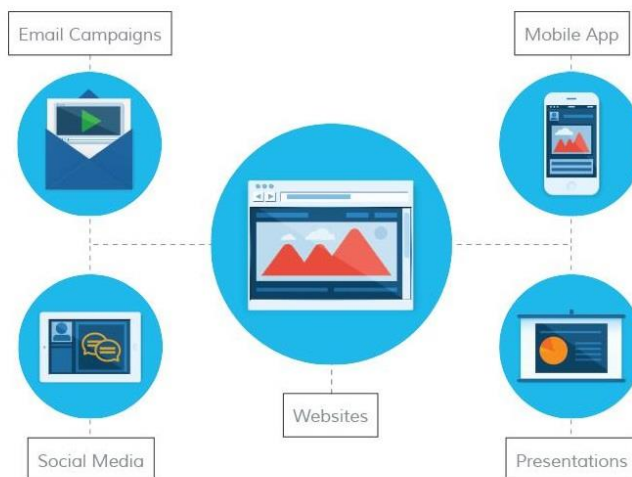 Email Campaigns
Mobile App
Websites
Social Media
Presentations